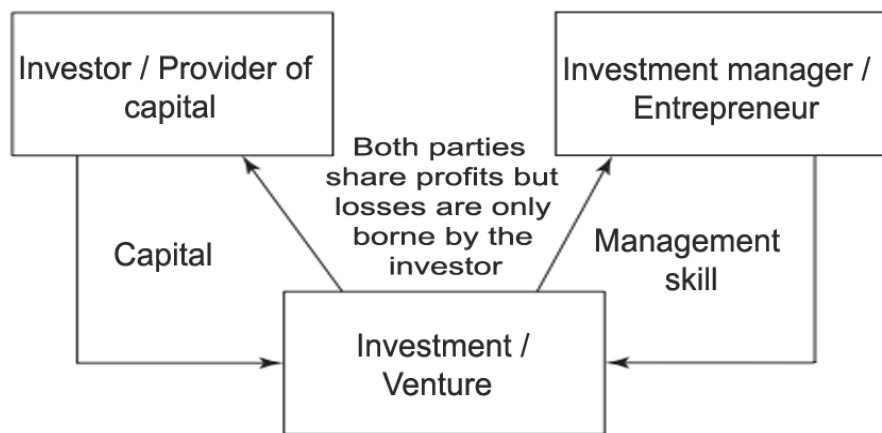 Investor / Provider of
capital
Investment manager /
Entrepreneur
Both parties
share profits but
losses are only
borne by the
investor
Capital
Management
skill
Investment /
Venture